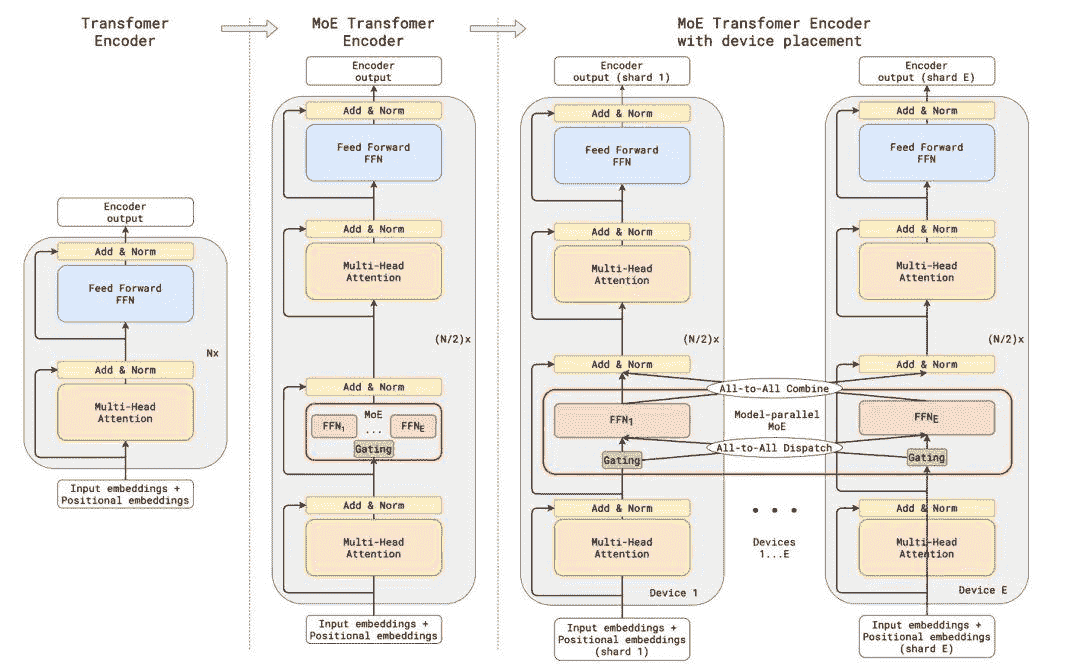 Transfomer
Encoder
MoE Transfomer
Encoder
MoE Transfomer Encoder
with device placement
Encoder
output
Add & Norm
Feed Forward
FFN
Nx
Add & Norm
Multi-Head
Attention
Input embeddings +
Positional embeddings
Encoder
output
Add & Norm
Feed Forward
FFN
Add & Norm
Multi-Head
Attention
(N/2)x
Add & Norm
MoE
FFN1 ... FFNE
Gating
Add & Norm
Multi-Head
Attention
Input embeddings +
Positional embeddings
Encoder
output (shard 1)
Add & Norm
Feed Forward
FFN
Add & Norm
Multi-Head
Attention
(N/2)x
Add & Norm
FFN1
Gating
Add & Norm
Multi-Head
Attention
Device 1
Input embeddings +
Positional embeddings
(shard 1)
All-to-All Combine
Model-parallel
MoE
All-to-All Dispatch
• • •
Devices
1...E
Encoder
output (shard E)
Add & Norm
Feed Forward
FFN
Add & Norm
Multi-Head
Attention
(N/2)x
Add & Norm
FFNE
Gating
Add & Norm
Multi-Head
Attention
Device E
Input embeddings +
Positional embeddings
(shard E)